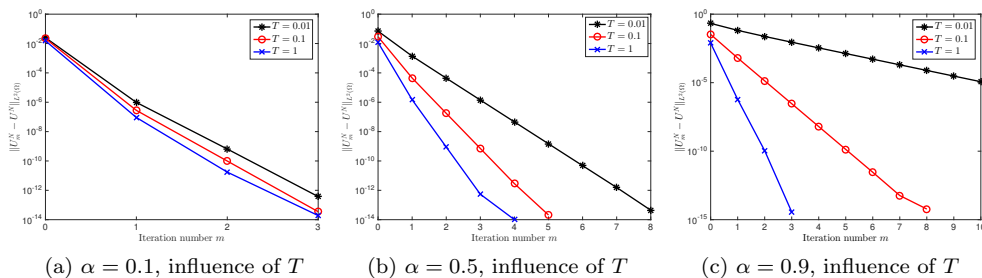 10^0
10^-2
10^-4
10^-6
10^-8
10^-10
10^-12
10^-14
0
1
2
3
Iteration number m
||U_m^N − U^N||_{L^2(Ω)}
T = 0.01
T = 0.1
T = 1
(a) α = 0.1, influence of T
10^0
10^-2
10^-4
10^-6
10^-8
10^-10
10^-12
10^-14
0 1 2 3 4 5 6 7 8
Iteration number m
||U_m^N − U^N||_{L^2(Ω)}
T = 0.01
T = 0.1
T = 1
(b) α = 0.5, influence of T
10^-5
10^-10
10^-15
0 1 2 3 4 5 6 7 8 9 10
Iteration number m
||U_m^N − U^N||_{L^2(Ω)}
T = 0.01
T = 0.1
T = 1
(c) α = 0.9, influence of T